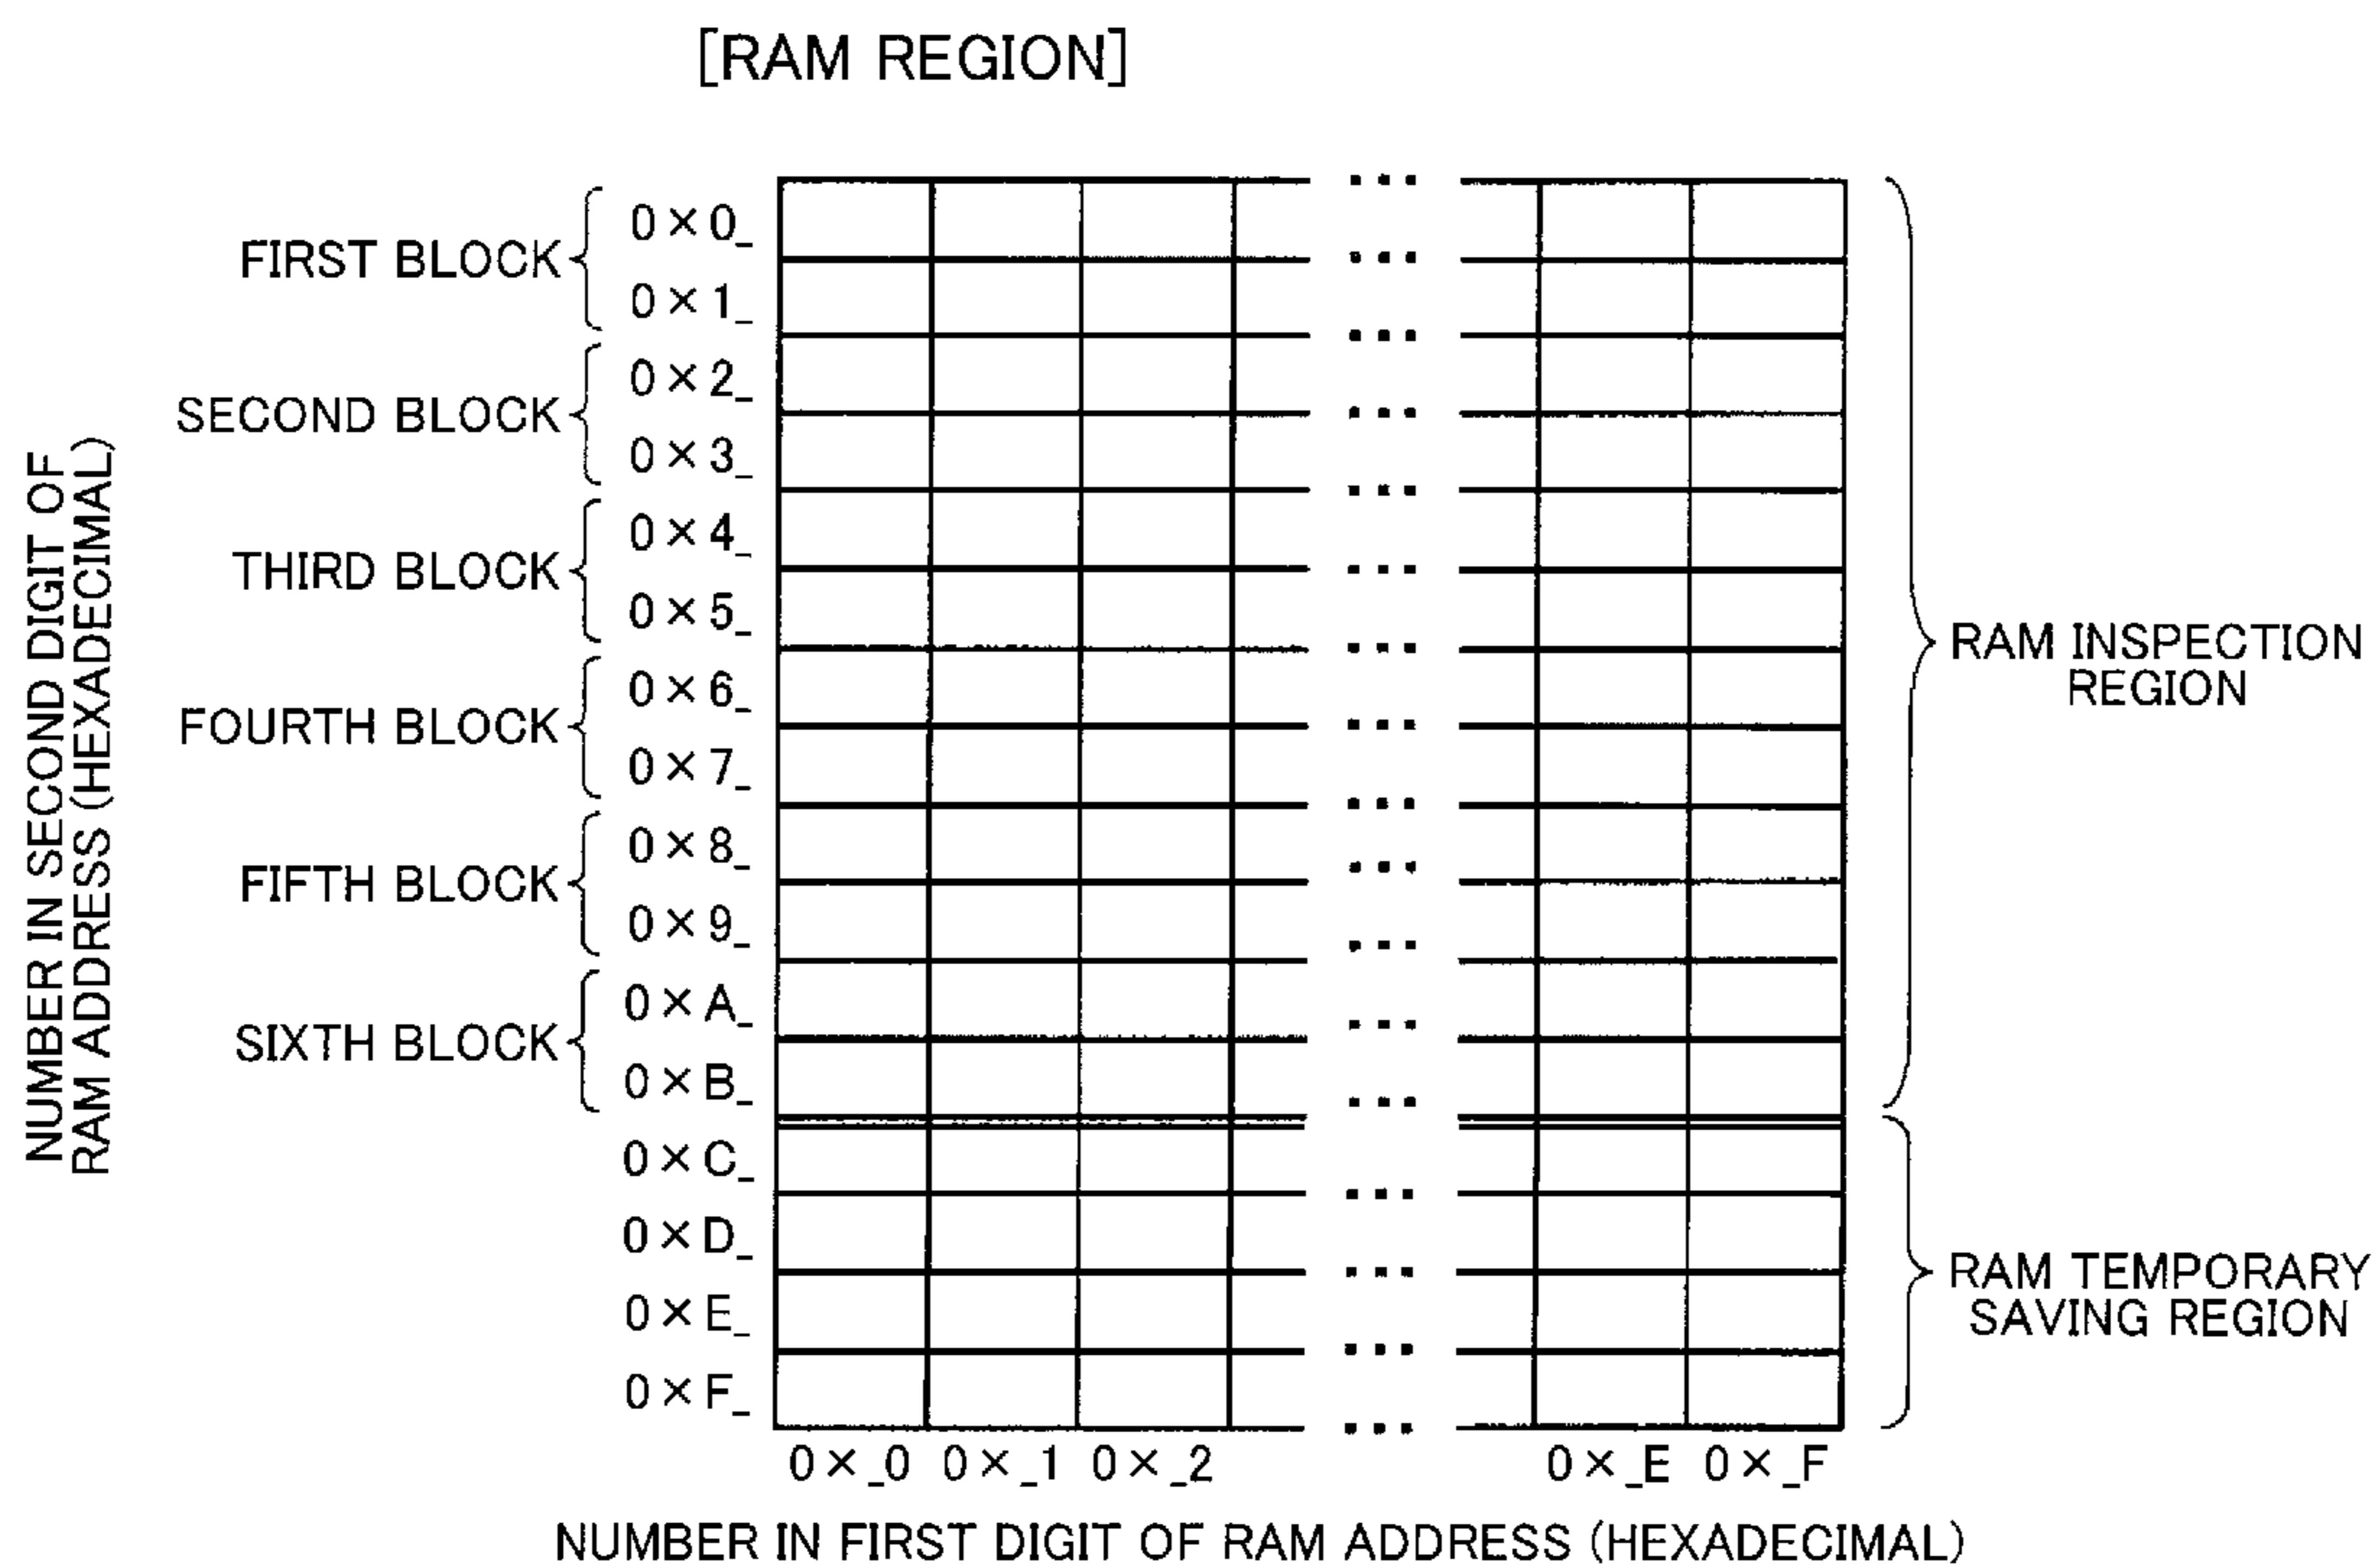 [RAM REGION]
NUMBER IN SECOND DIGIT OF
RAM ADDRESS (HEXADECIMAL)
FIRST BLOCK
0×0_
0×1_
SECOND BLOCK
0×2_
0×3_
THIRD BLOCK
0×4_
0×5_
FOURTH BLOCK
0×6_
0×7_
FIFTH BLOCK
0×8_
0×9_
SIXTH BLOCK
0×A_
0×B_
0×C_
0×D_
0×E_
0×F_
RAM INSPECTION
REGION
RAM TEMPORARY
SAVING REGION
0×_0 0×_1 0×_2 0×_E 0×_F
NUMBER IN FIRST DIGIT OF RAM ADDRESS (HEXADECIMAL)